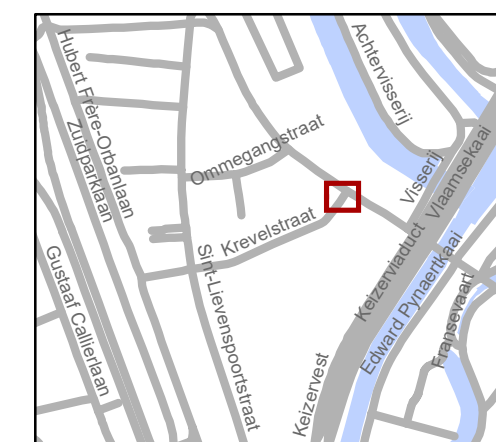 Hubert Frère-Orbanlaan
Zuidparklaan
Gustaaf Callierlaan
Ommegangstraat
Krevelstraat
Sint-Lievenspoortstraat
Achtervisserij
Visserij
Vlaamsekaai
Keizerviaduct
Edward Pynaertkaai
Fransevaart
Keizervest